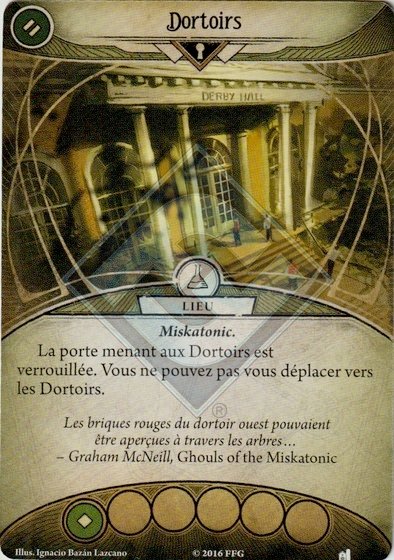 Dortoirs
DERBY HALL
LIEU
Miskatonic.
La porte menant aux Dortoirs est
verrouillée. Vous ne pouvez pas vous déplacer vers
les Dortoirs.
®
Les briques rouges du dortoir ouest pouvaient
être aperçues à travers les arbres…
– Graham McNeill, Ghouls of the Miskatonic
Illus. Ignacio Bazán Lazcano
© 2016 FFG